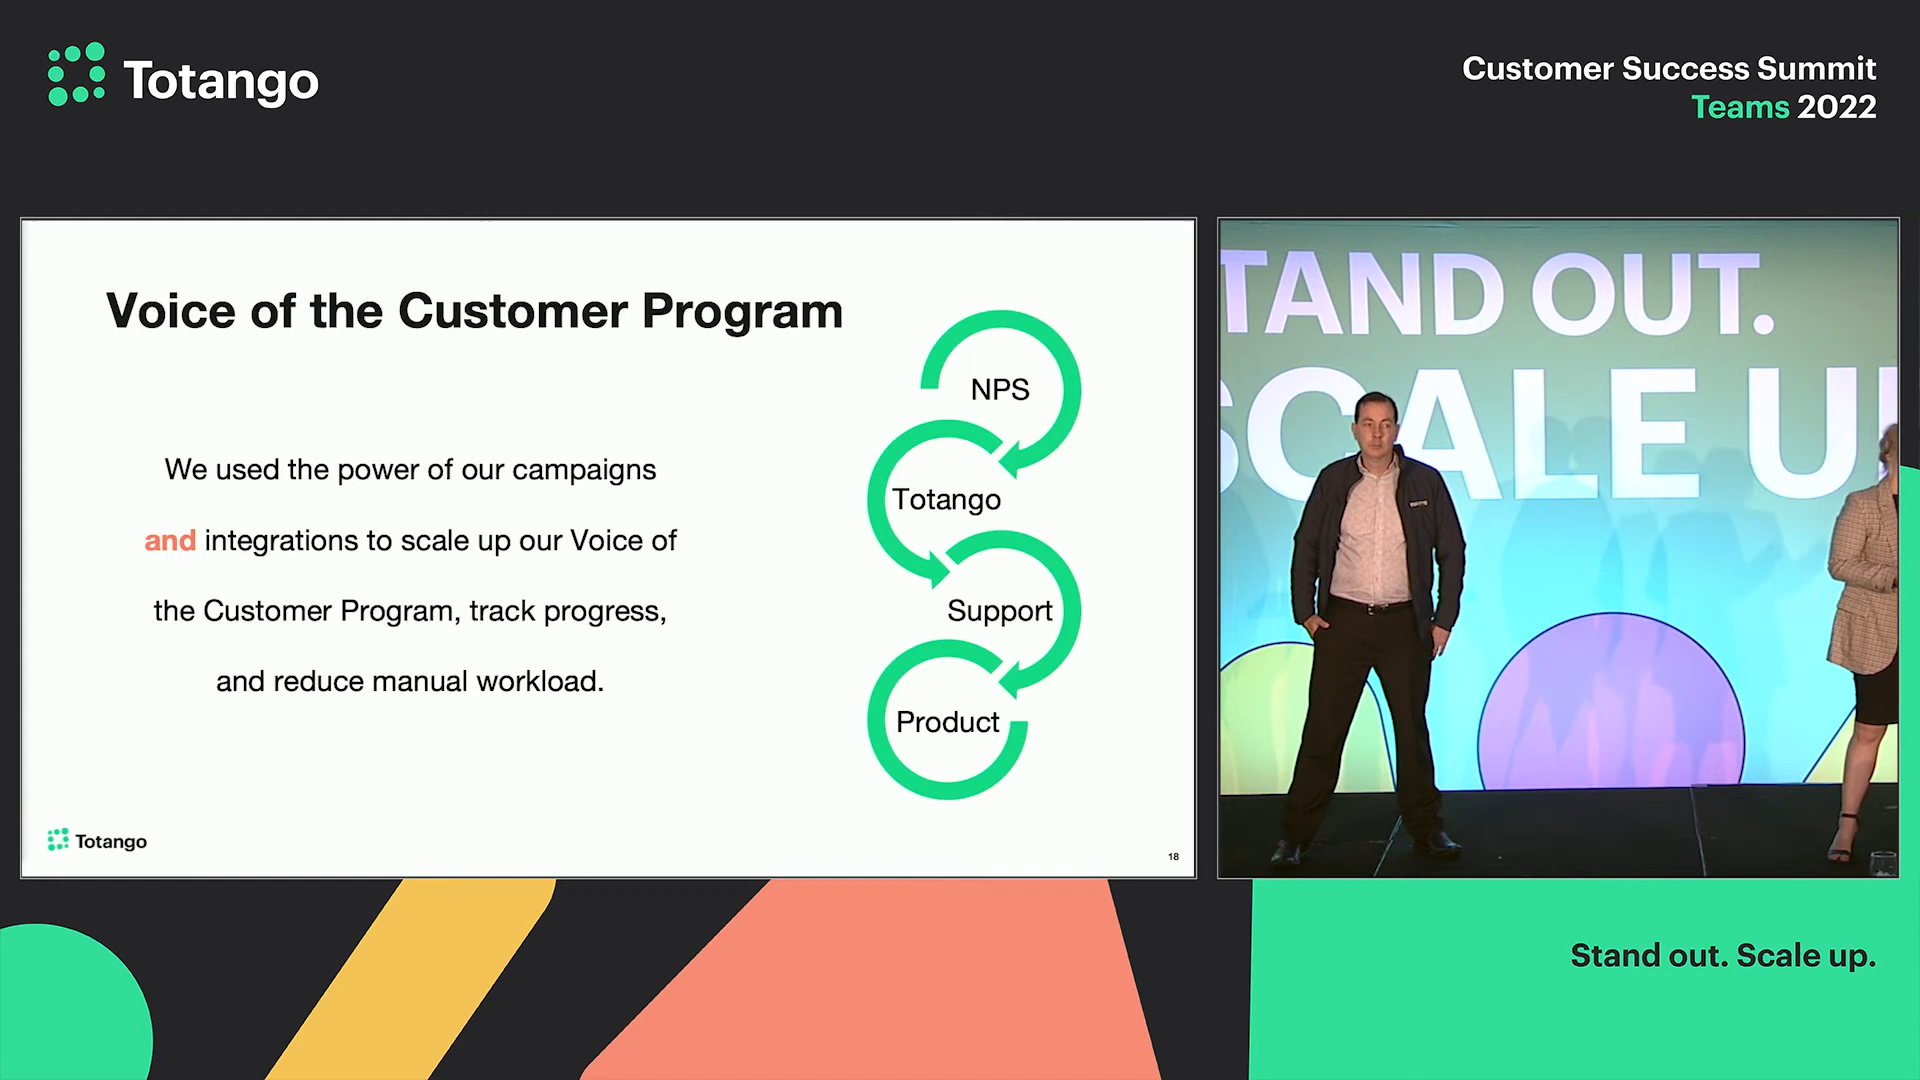 Totango
Customer Success Summit
Teams 2022
Voice of the Customer Program
We used the power of our campaigns
and integrations to scale up our Voice of
the Customer Program, track progress,
and reduce manual workload.
NPS
Totango
Support
Product
Totango
18
TAND OUT.
SCALE U
Stand out. Scale up.